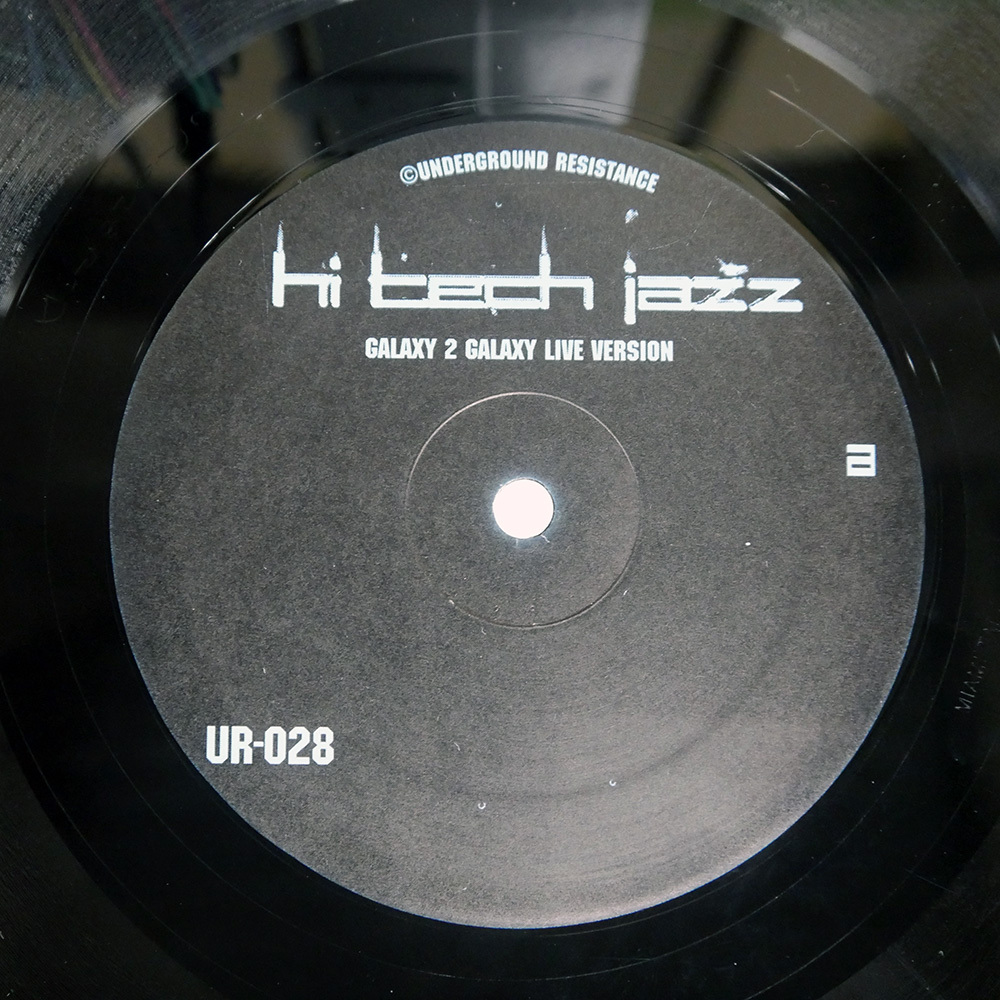 ©UNDERGROUND RESISTANCE
hi tech jazz
GALAXY 2 GALAXY LIVE VERSION
UR-028